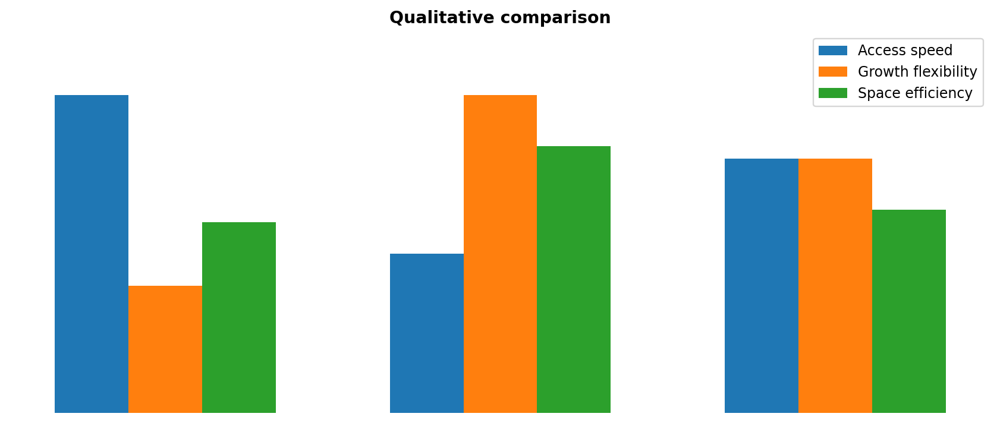 Qualitative comparison
Access speed
Growth flexibility
Space efficiency